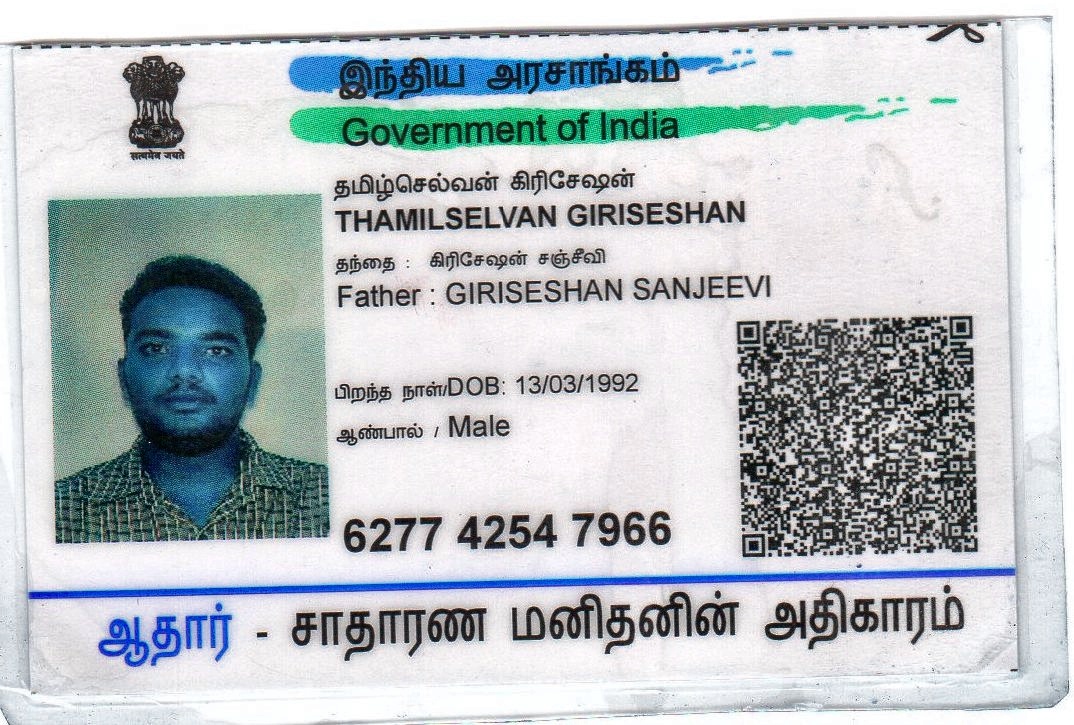 இந்திய அரசாங்கம்
Government of India
सत्यमेव जयते
தமிழ்செல்வன் கிரிசேஷன்
THAMILSELVAN GIRISESHAN
தந்தை : கிரிசேஷன் சஞ்சீவி
Father : GIRISESHAN SANJEEVI
பிறந்த நாள்/DOB: 13/03/1992
ஆண்பால் / Male
6277 4254 7966
ஆதார் - சாதாரண மனிதனின் அதிகாரம்